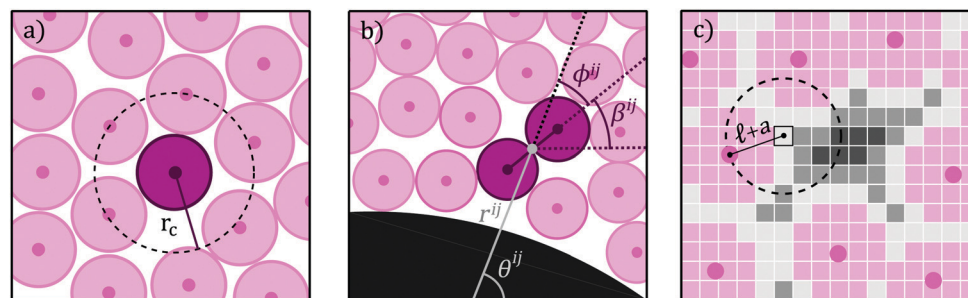 a)
r_c
b)
ϕ^ij
β^ij
r^ij
θ^ij
c)
ℓ+a